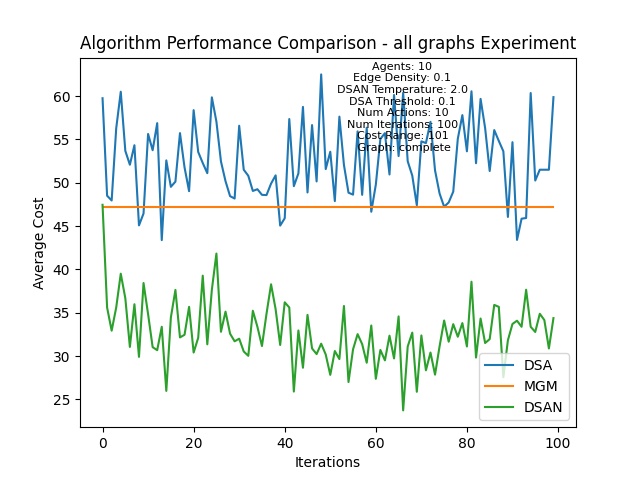 Algorithm Performance Comparison - all graphs Experiment
Agents: 10
Edge Density: 0.1
DSAN Temperature: 2.0
DSA Threshold: 0.1
Num Actions: 10
Num Iterations: 100
Cost Range: 101
Graph: complete
60
55
50
45
40
35
30
25
Average Cost
0
20
40
60
80
100
Iterations
DSA
MGM
DSAN